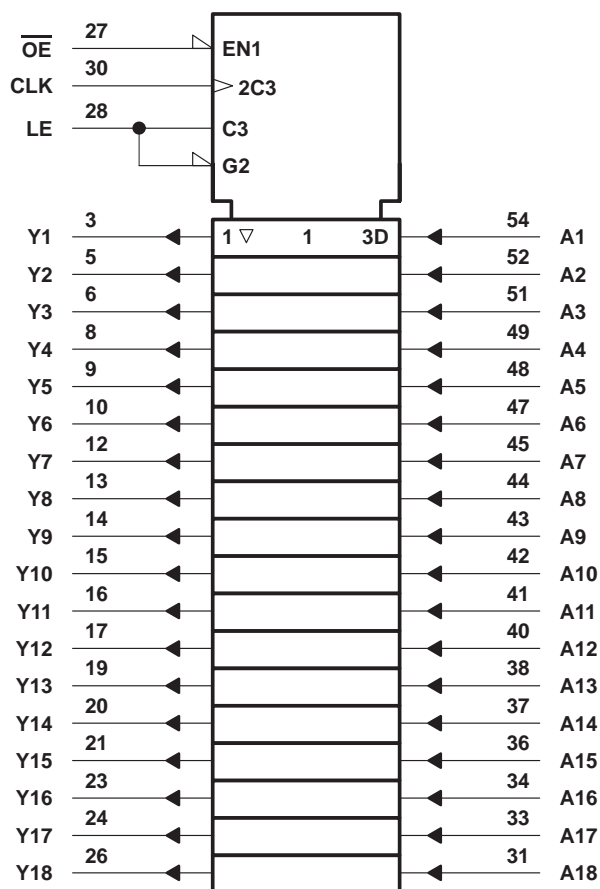 27
OE EN1
30
CLK 2C3
28
LE C3
G2
3 54
Y1 1 ▽ 1 3D A1
5 52
Y2 A2
6 51
Y3 A3
8 49
Y4 A4
9 48
Y5 A5
10 47
Y6 A6
12 45
Y7 A7
13 44
Y8 A8
14 43
Y9 A9
15 42
Y10 A10
16 41
Y11 A11
17 40
Y12 A12
19 38
Y13 A13
20 37
Y14 A14
21 36
Y15 A15
23 34
Y16 A16
24 33
Y17 A17
26 31
Y18 A18